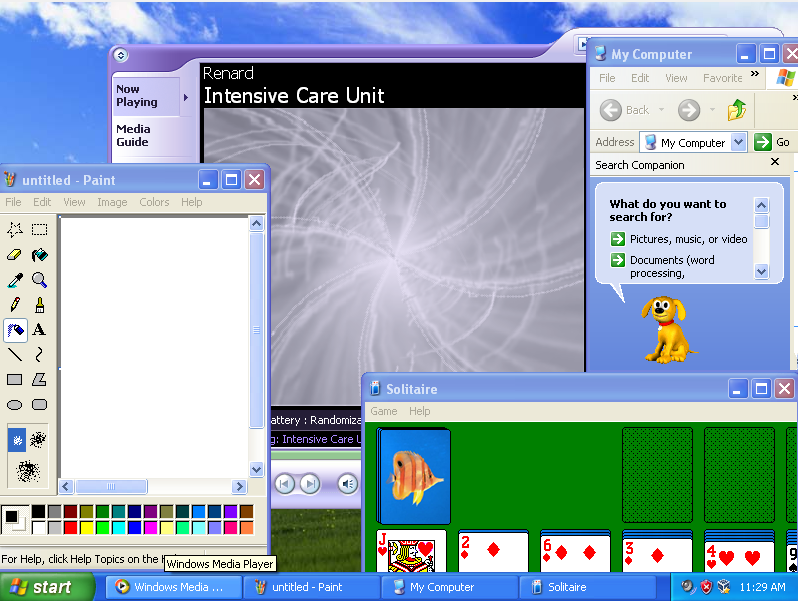 Renard
Intensive Care Unit
Now
Playing
Media
Guide
My Computer
File Edit View Favorite »
Back
Address My Computer Go
Search Companion
What do you want to
search for?
Pictures, music, or video
Documents (word
processing,
untitled - Paint
File Edit View Image Colors Help
A
For Help, click Help Topics on the H
attery : Randomiza
g: Intensive Care U
Solitaire
Game Help
J
2
6
3
4
9
Windows Media Player
start
Windows Media ...
untitled - Paint
My Computer
Solitaire
11:29 AM